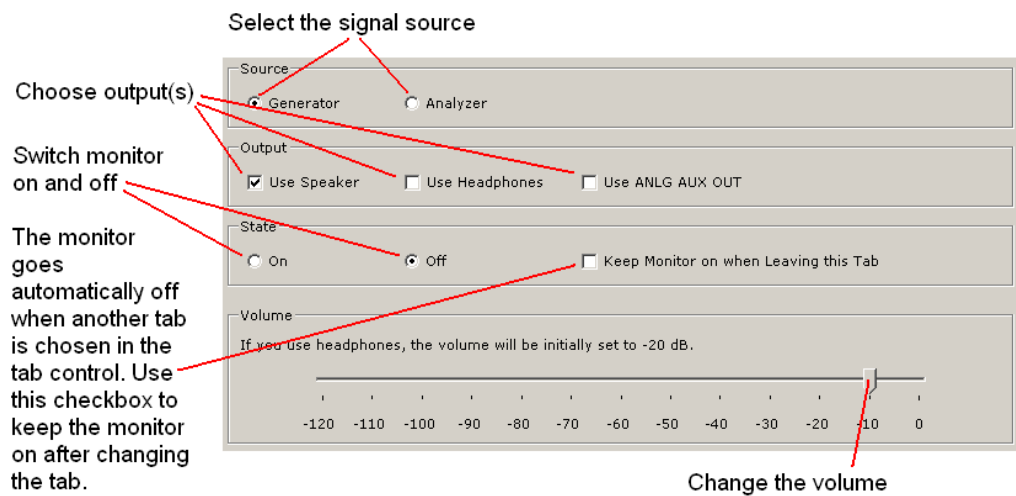 Select the signal source
Source
Choose output(s)
Generator
Analyzer
Output
Switch monitor
on and off
Use Speaker
Use Headphones
Use ANLG AUX OUT
State
The monitor
goes
automatically off
when another tab
is chosen in the
tab control. Use
this checkbox to
keep the monitor
on after changing
the tab.
On
Off
Keep Monitor on when Leaving this Tab
Volume
If you use headphones, the volume will be initially set to -20 dB.
-120 -110 -100 -90 -80 -70 -60 -50 -40 -30 -20 -10 0
Change the volume